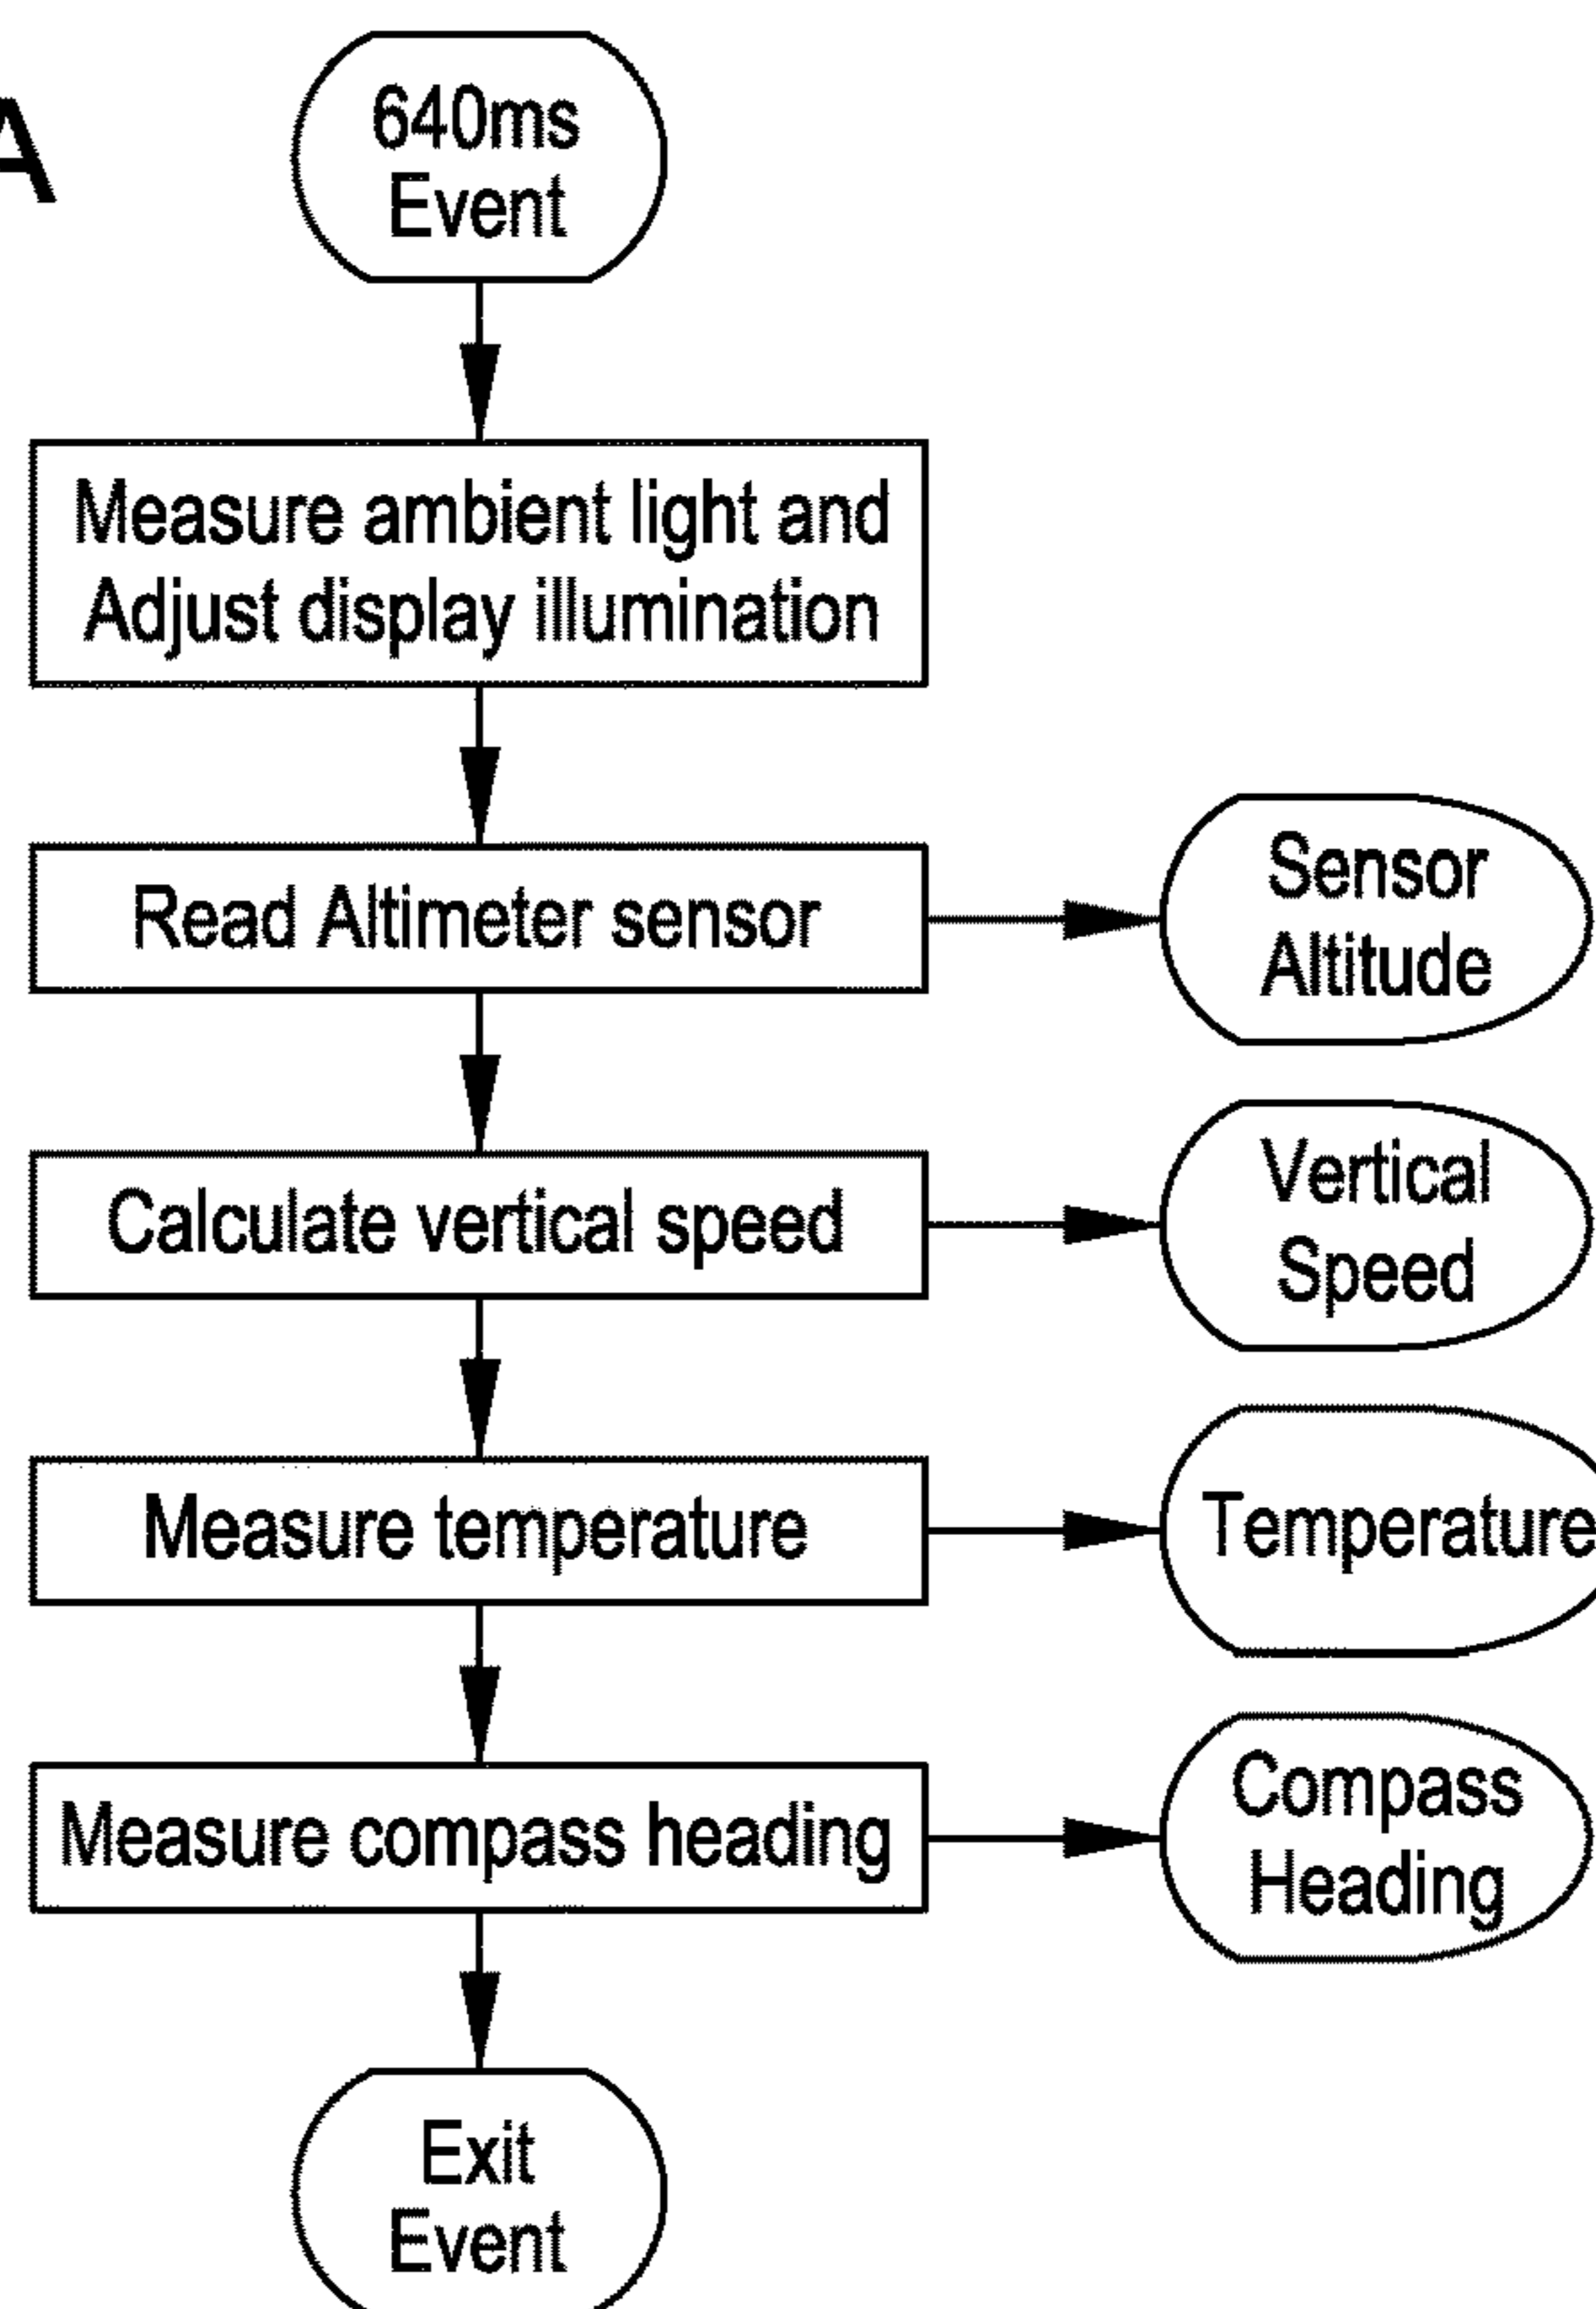 A
640ms
Event
Measure ambient light and
Adjust display illumination
Read Altimeter sensor
Sensor
Altitude
Calculate vertical speed
Vertical
Speed
Measure temperature
Temperature
Measure compass heading
Compass
Heading
Exit
Event